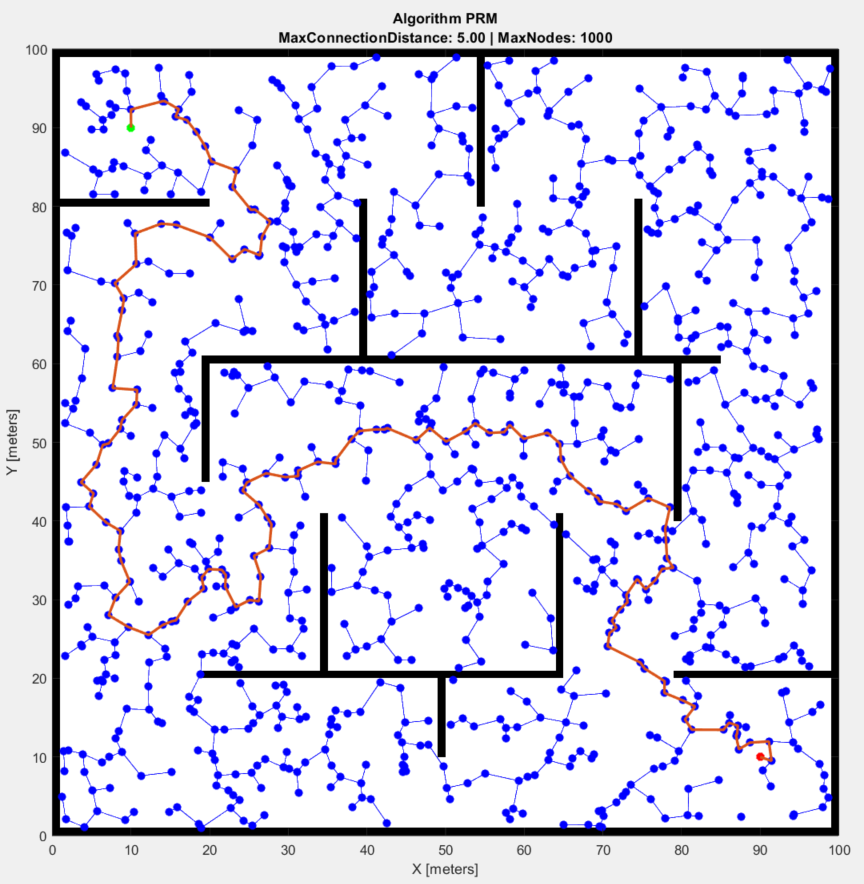 Algorithm PRM
MaxConnectionDistance: 5.00 | MaxNodes: 1000
100
90
80
70
60
50
40
30
20
10
0
Y [meters]
0 10 20 30 40 50 60 70 80 90 100
X [meters]